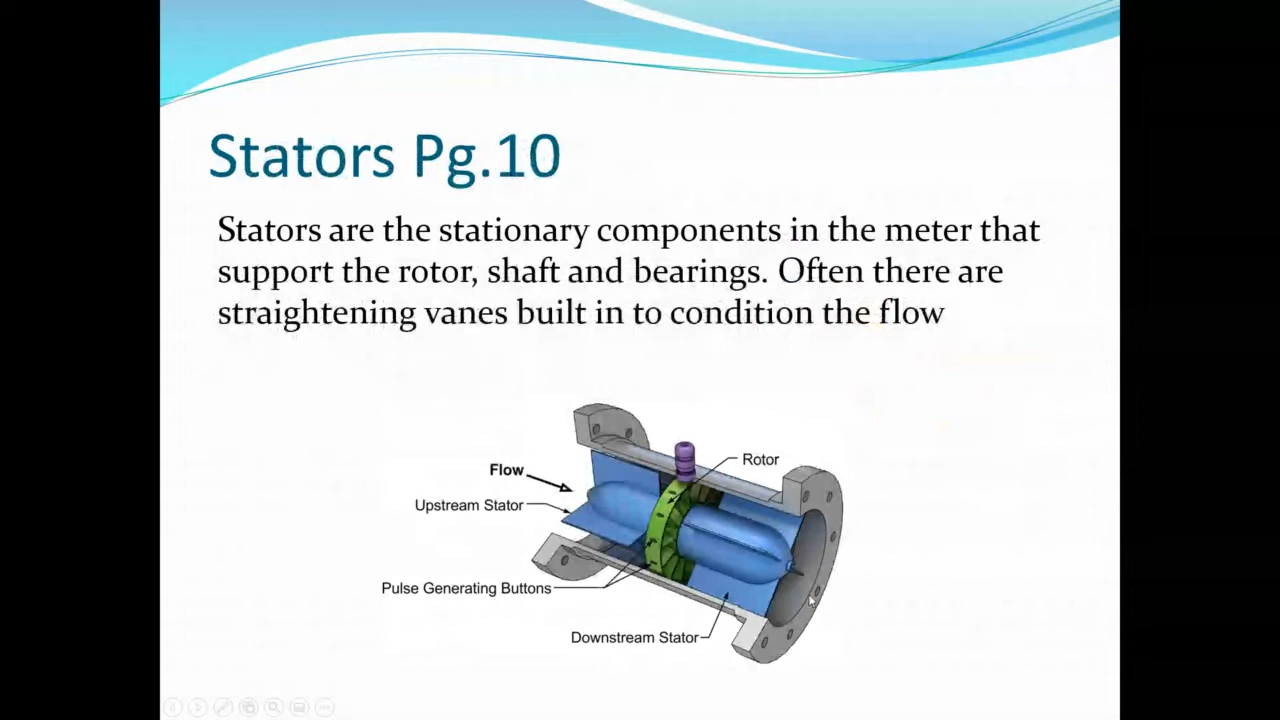 Stators Pg.10
Stators are the stationary components in the meter that
support the rotor, shaft and bearings. Often there are
straightening vanes built in to condition the flow
Flow
Rotor
Upstream Stator
Pulse Generating Buttons
Downstream Stator